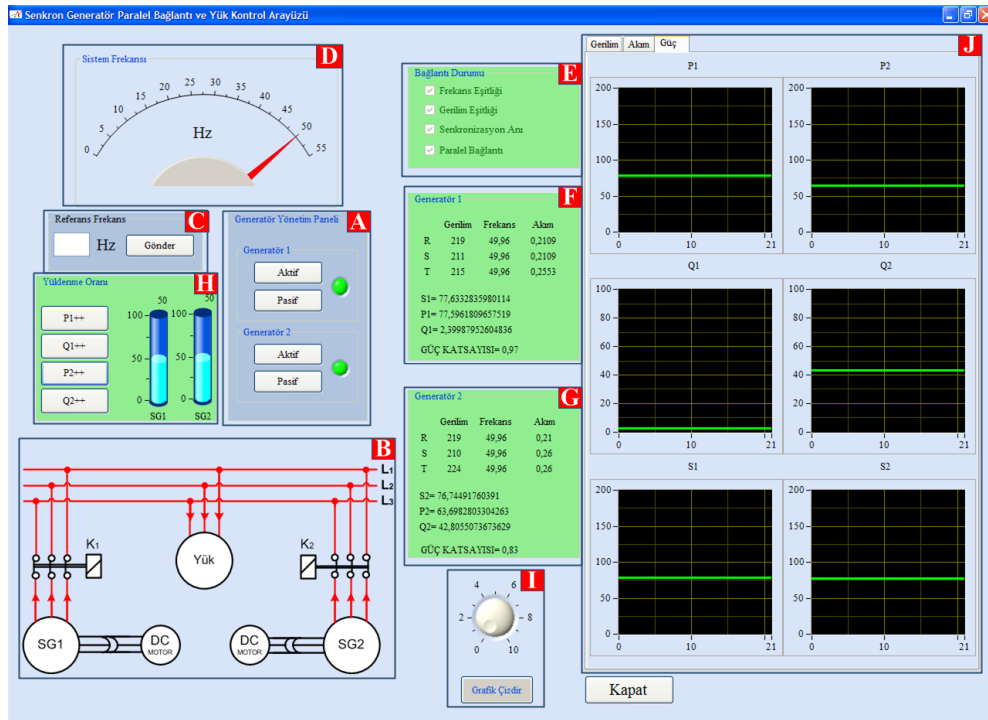 Senkron Generatör Paralel Bağlantı ve Yük Kontrol Arayüzü
D
Sistem Frekansı
0 5 10 15 20 25 30 35 40 45 50 55
Hz
C
Referans Frekans
Hz Gönder
H
Yüklenme Oranı
P1++
Q1++
P2++
Q2++
50 50
100 100
50 50
0 0
SG1 SG2
A
Generatör Yönetim Paneli
Generatör 1
Aktif
Pasif
Generatör 2
Aktif
Pasif
B
L1
L2
L3
K1
Yük
K2
SG1
DC
MOTOR
DC
MOTOR
SG2
E
Bağlantı Durumu
Frekans Eşitliği
Gerilim Eşitliği
Senkronizasyon Anı
Paralel Bağlantı
F
Generatör 1
Gerilim Frekans Akım
R 219 49,96 0,2109
S 211 49,96 0,2109
T 215 49,96 0,2553
S1= 77,6332835980114
P1= 77,5961809657519
Q1= 2,39987952604836
GÜÇ KATSAYISI= 0,97
G
Generatör 2
Gerilim Frekans Akım
R 219 49,96 0,21
S 210 49,96 0,26
T 224 49,96 0,26
S2= 76,74491760391
P2= 63,6982803304263
Q2= 42,8055073673629
GÜÇ KATSAYISI= 0,83
I
4 6
2 8
0 10
Grafik Çizdir
J
Gerilim Akım Güç
P1 P2
200 200
150 150
100 100
50 50
0 0
0 10 21 0 10 21
Q1 Q2
100 100
80 80
60 60
40 40
20 20
0 0
0 10 21 0 10 21
S1 S2
200 200
150 150
100 100
50 50
0 0
0 10 21 0 10 21
Kapat